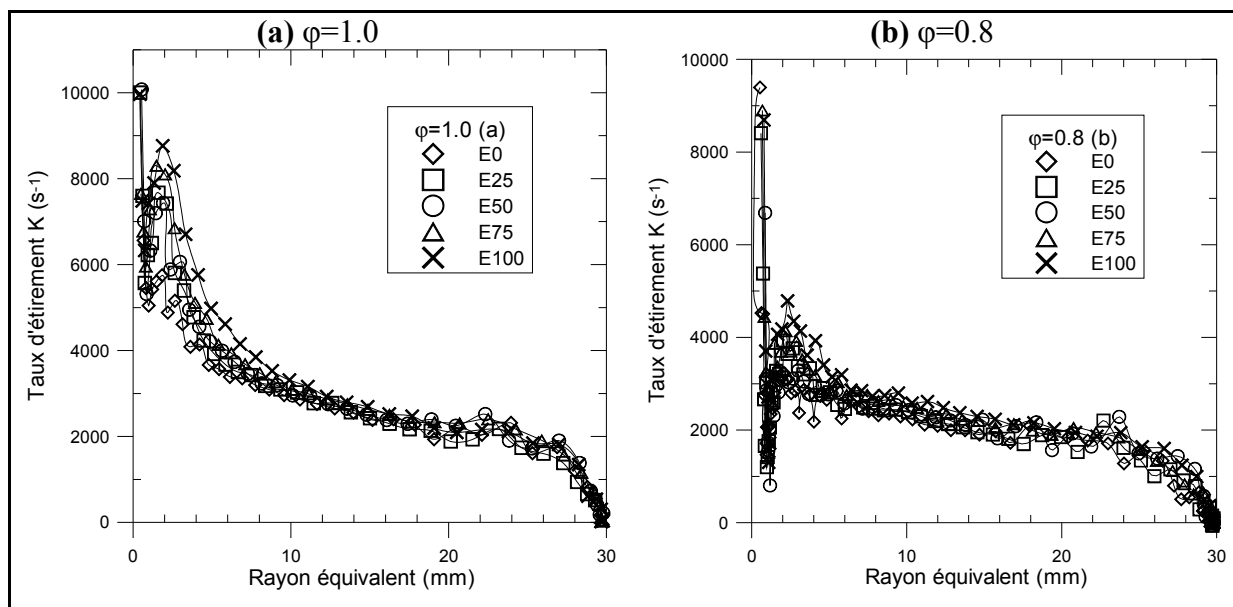 (a) φ=1.0
Taux d'étirement K (s-1)
10000
8000
6000
4000
2000
0
φ=1.0 (a)
E0
E25
E50
E75
E100
0 10 20 30
Rayon équivalent (mm)
(b) φ=0.8
Taux d'étirement K (s-1)
10000
8000
6000
4000
2000
0
φ=0.8 (b)
E0
E25
E50
E75
E100
0 10 20 30
Rayon équivalent (mm)